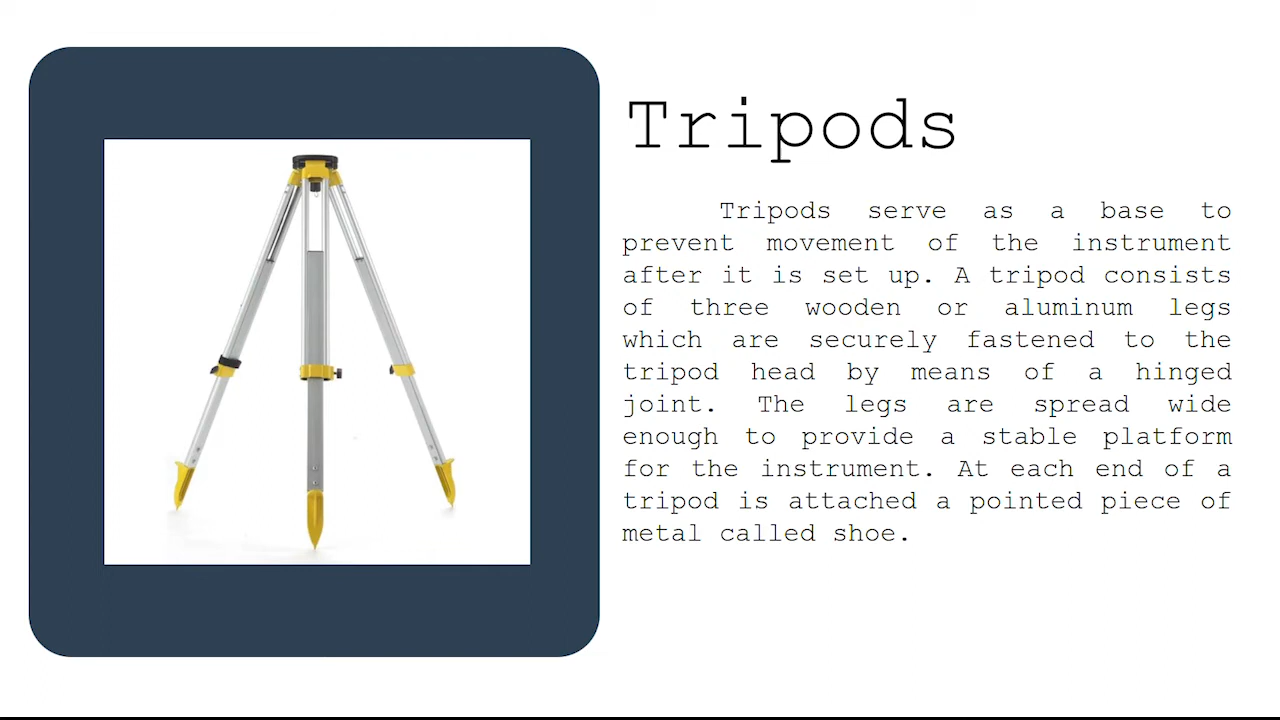 Tripods
Tripods serve as a base to
prevent movement of the instrument
after it is set up. A tripod consists
of three wooden or aluminum legs
which are securely fastened to the
tripod head by means of a hinged
joint. The legs are spread wide
enough to provide a stable platform
for the instrument. At each end of a
tripod is attached a pointed piece of
metal called shoe.